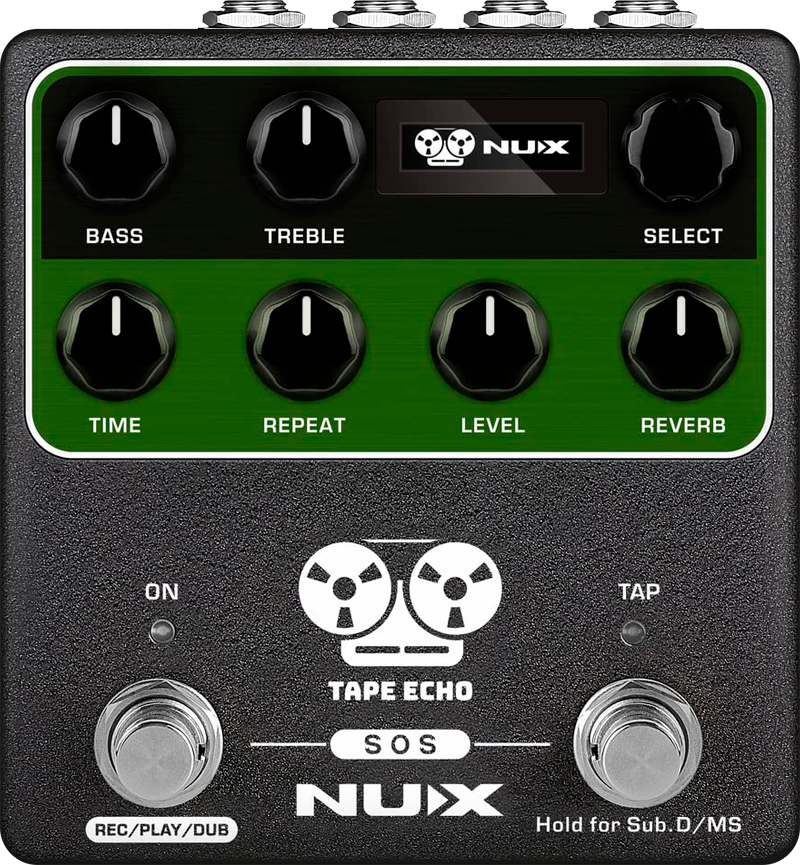 NUX
BASS
TREBLE
SELECT
TIME
REPEAT
LEVEL
REVERB
ON
TAP
TAPE ECHO
SOS
NUX
REC/PLAY/DUB
Hold for Sub.D/MS